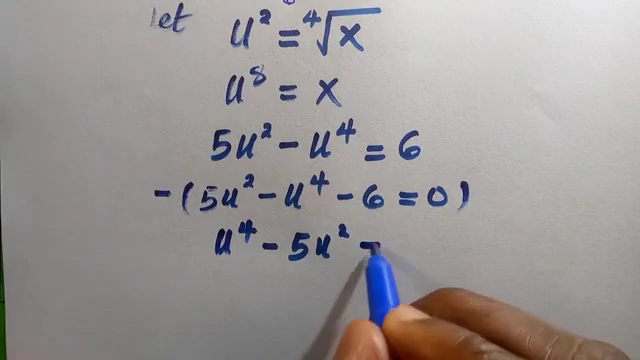 let u² = ⁴√x
u⁸ = x
5u² - u⁴ = 6
-(5u² - u⁴ - 6 = 0)
u⁴ - 5u² -